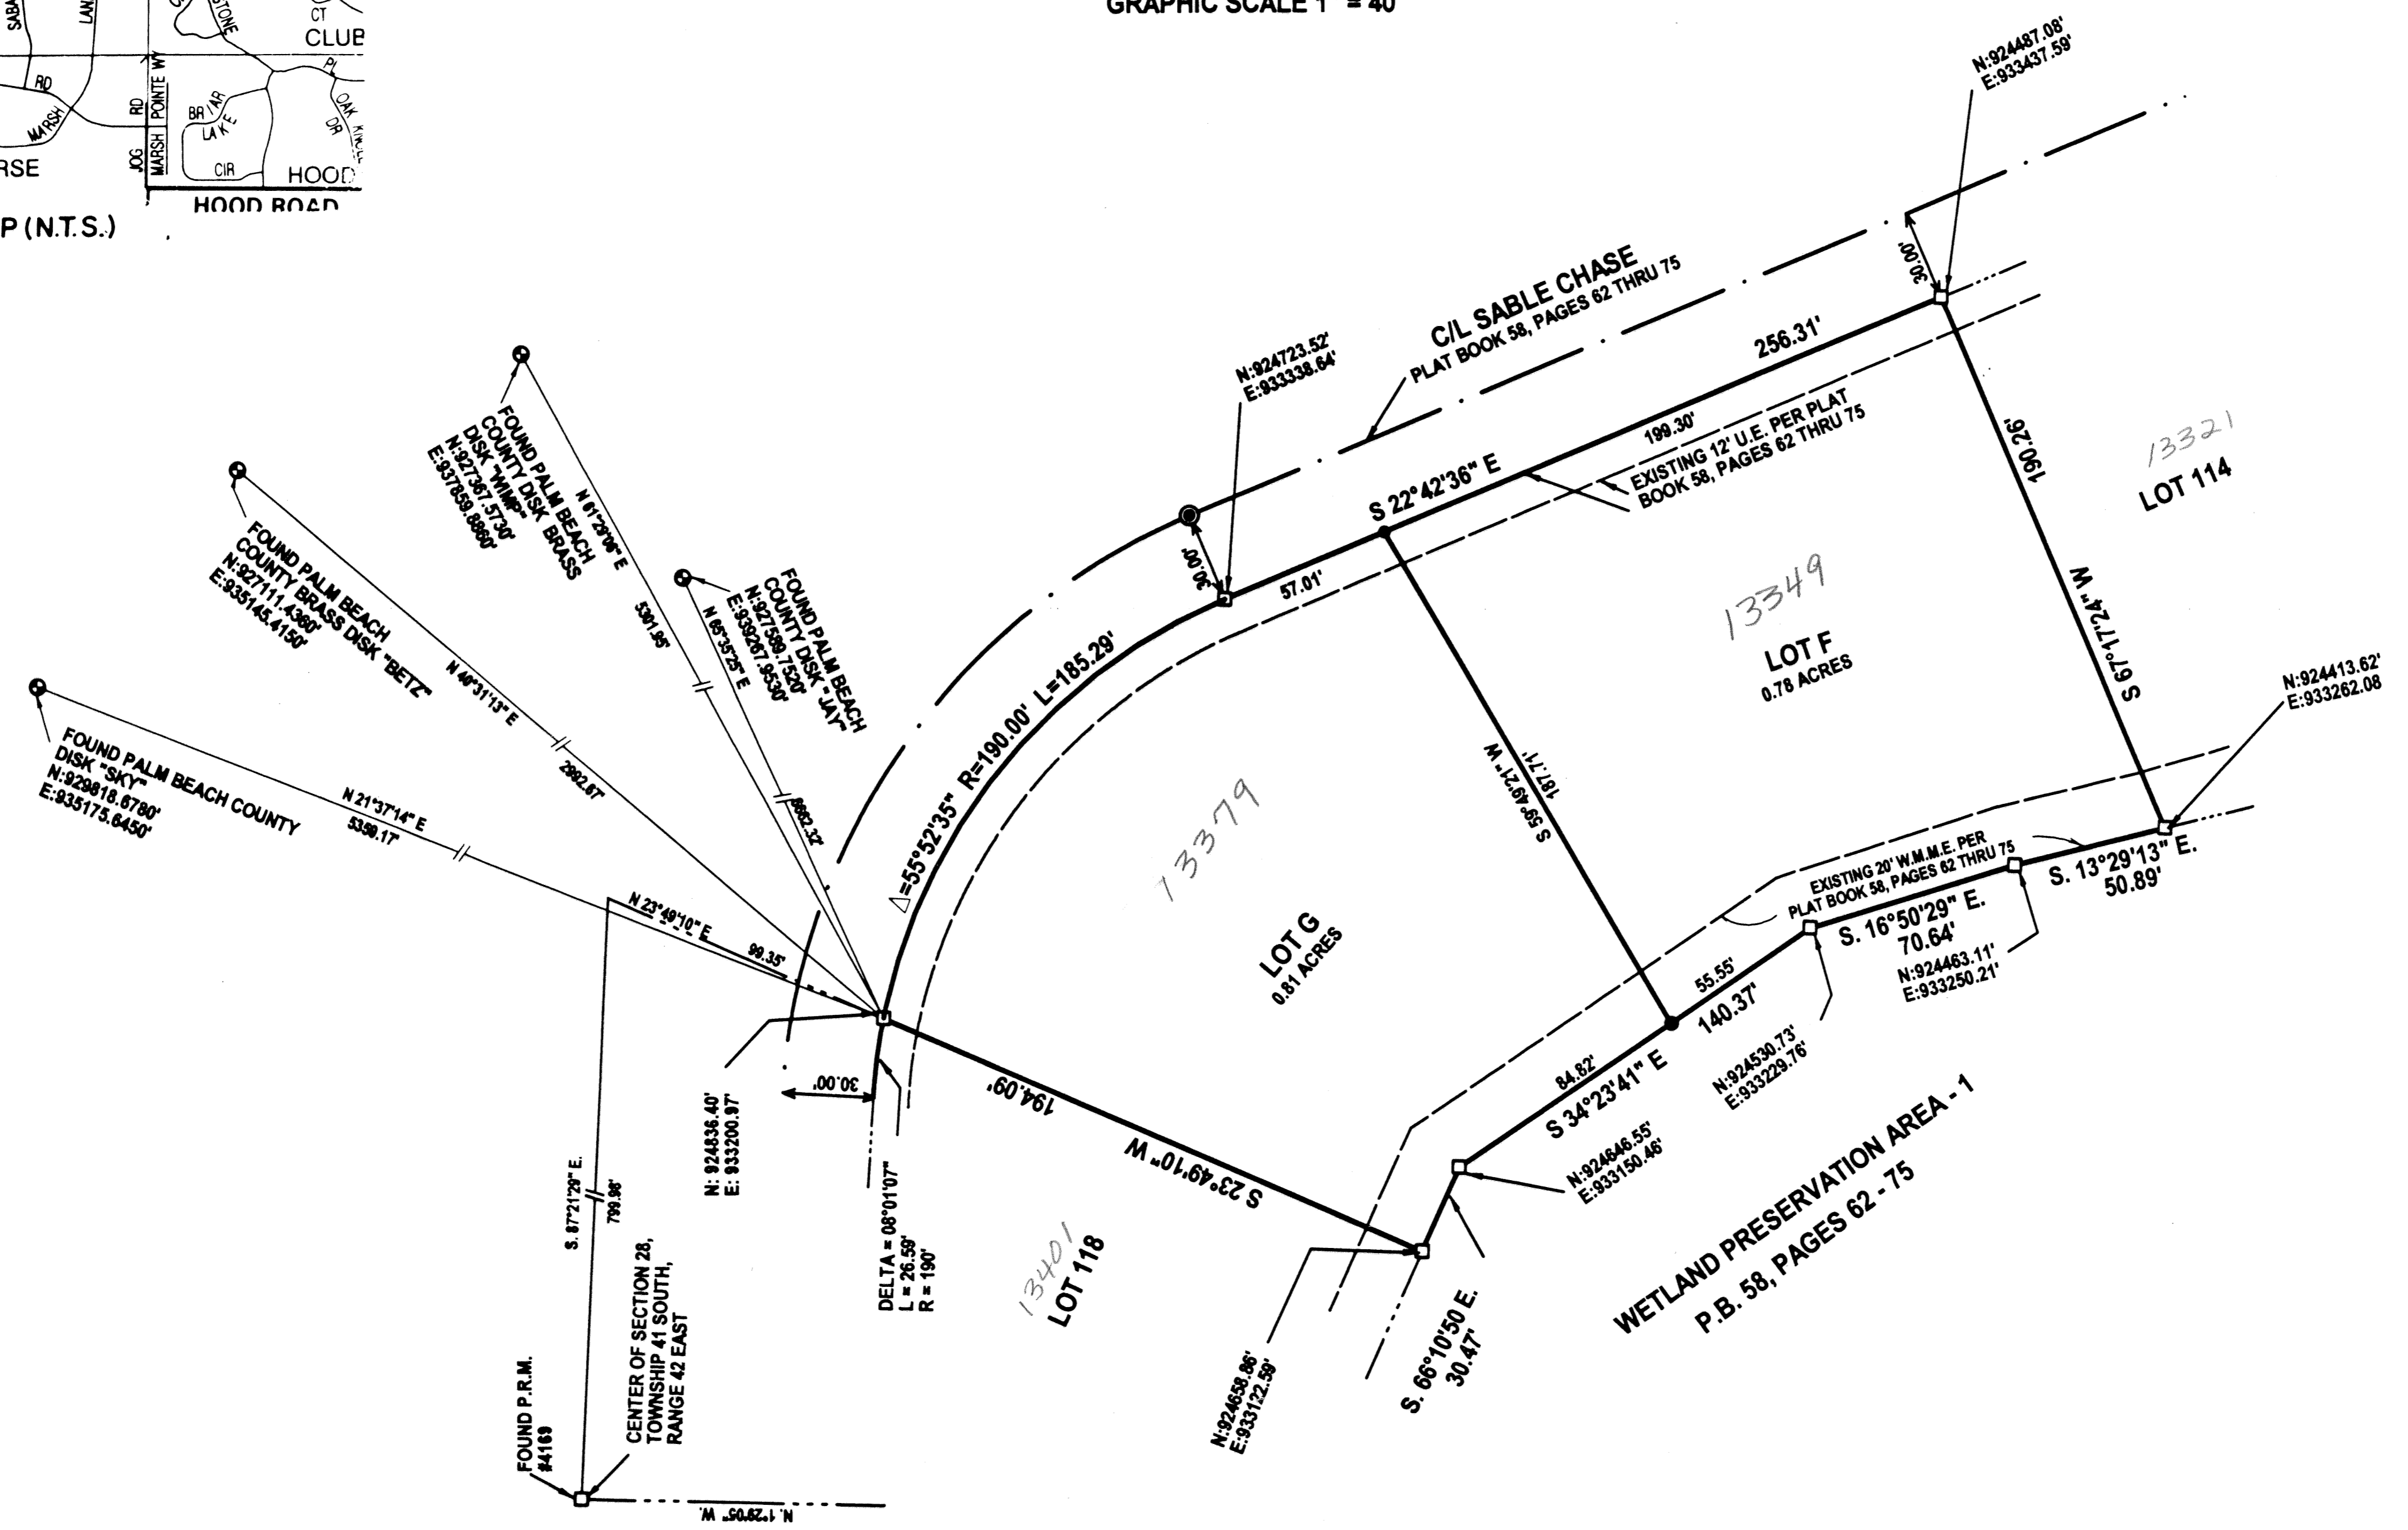 GRAPHIC SCALE 1" = 40'
STONE
CT
CLUB
PL
RD
MARSH
JOG RD
MARSH POINTE W
BRIAR
LAKE
CIR
OAK KNOLL
DR
RSE
HOOD
HOOD ROAD
P (N.T.S.)
N:924487.08'
E:933437.59'
30.00'
C/L SABLE CHASE
PLAT BOOK 58, PAGES 62 THRU 75
256.31'
N:924723.52'
E:933338.64'
30.00'
199.30'
S 22°42'36" E
EXISTING 12' U.E. PER PLAT
BOOK 58, PAGES 62 THRU 75
57.01'
190.26'
S 67°17'24" W
13321
LOT 114
FOUND PALM BEACH
COUNTY DISK BRASS
DISK "WIMP"
N:927367.5730'
E:937859.8860'
N 61°29'06" E
5301.95'
FOUND PALM BEACH
COUNTY BRASS DISK "BETZ"
N:927111.4360'
E:935145.4150'
N 40°31'13" E
2992.67'
FOUND PALM BEACH
COUNTY DISK "JAY"
N:927589.7520'
E:939267.9530'
N 65°35'25" E
6662.32'
FOUND PALM BEACH COUNTY
DISK "SKY"
N:929818.6780'
E:935175.6450'
N 21°37'14" E
5359.17'
△=55°52'35" R=190.00' L=185.29'
13349
LOT F
0.78 ACRES
S 59°49'21" W
187.71'
N:924413.62'
E:933262.08
13379
LOT G
0.81 ACRES
EXISTING 20' W.M.M.E. PER
PLAT BOOK 58, PAGES 62 THRU 75
S. 13°29'13" E.
50.89'
S. 16°50'29" E.
70.64'
N:924463.11'
E:933250.21'
55.55'
140.37'
N:924530.73'
E:933229.76'
84.82'
S 34°23'41" E
N:924646.55'
E:933150.46'
N 23°49'10" E
99.35'
30.00'
N: 924836.40'
E: 933200.97'
194.09'
S 23°49'10" W
DELTA = 08°01'07"
L = 26.59'
R = 190'
13401
LOT 118
S. 66°10'50 E.
30.47'
N:924658.86'
E:933122.59'
WETLAND PRESERVATION AREA - 1
P.B. 58, PAGES 62 - 75
S. 87°21'29" E.
799.98'
CENTER OF SECTION 28,
TOWNSHIP 41 SOUTH,
RANGE 42 EAST
FOUND P.R.M.
#4169
N. 1°29'05" W.